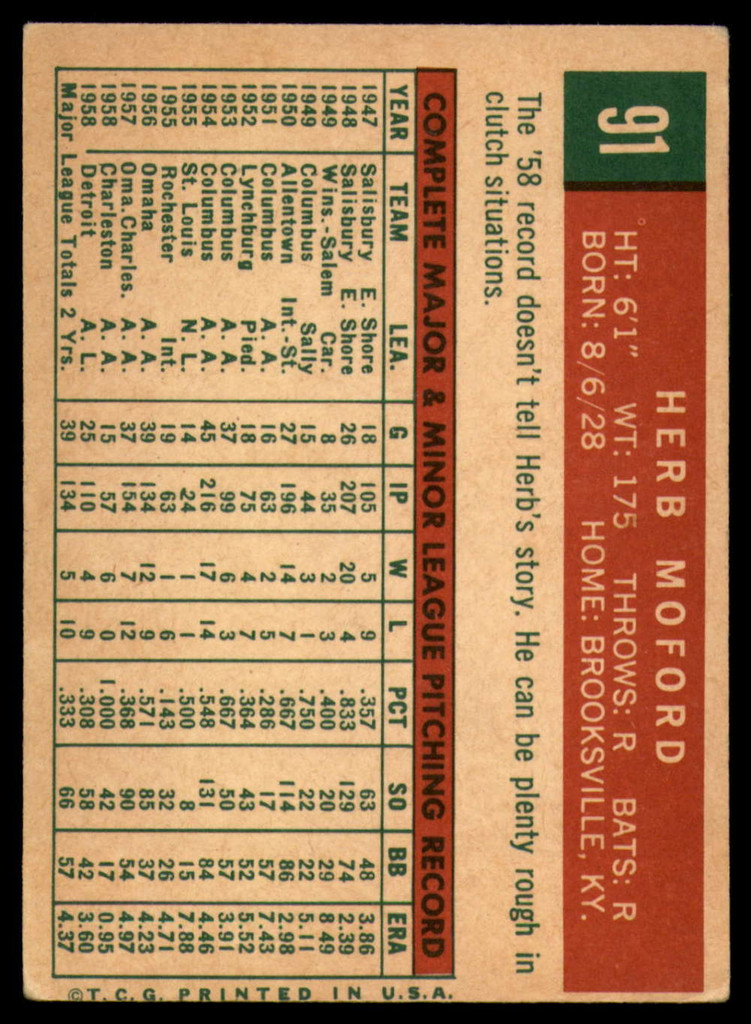 91
HERB MOFORD
HT: 6'1" WT: 175 THROWS: R BATS: R
BORN: 8/6/28 HOME: BROOKSVILLE, KY.
The '58 record doesn't tell Herb's story. He can be plenty rough in
clutch situations.
COMPLETE MAJOR & MINOR LEAGUE PITCHING RECORD
YEAR TEAM LEA. G IP W L PCT SO BB ERA
1947 Salisbury E. Shore 18 105 5 9 .357 63 48 3.86
1948 Salisbury E. Shore 26 207 20 4 .833 129 74 2.39
1949 Wins.-Salem Car. 8 35 2 3 .400 20 29 8.49
1949 Columbus Sally 15 44 3 1 .750 22 22 5.11
1950 Allentown Int.-St. 27 196 14 7 .667 114 86 2.98
1951 Columbus A. A. 16 63 2 5 .286 17 57 7.43
1952 Lynchburg Pied. 18 75 4 7 .364 43 52 5.52
1953 Columbus A. A. 37 99 6 3 .667 50 57 3.91
1954 Columbus A. A. 45 216 17 14 .548 131 84 4.46
1955 St. Louis N. L. 14 24 1 1 .500 8 15 7.88
1955 Rochester Int. 19 63 1 6 .143 32 26 4.71
1956 Omaha A. A. 39 134 12 9 .571 85 37 4.23
1957 Oma.Charles. A. A. 37 154 7 12 .368 90 54 4.97
1958 Charleston A. A. 15 57 6 0 1.000 42 17 0.95
1958 Detroit A. L. 25 110 4 9 .308 58 42 3.60
Major League Totals 2 Yrs. 39 134 5 10 .333 66 57 4.37
©T.C.G. PRINTED IN U.S.A.